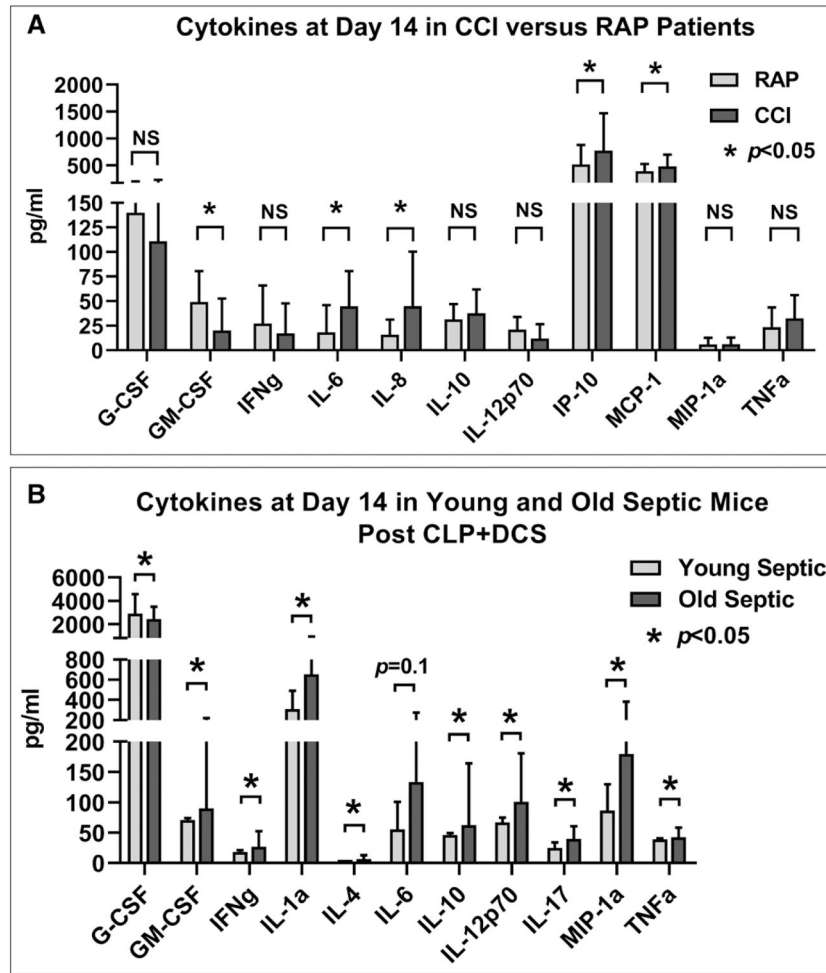 A
Cytokines at Day 14 in CCI versus RAP Patients
RAP
CCI
* p<0.05
pg/ml
2000
1500
1000
500
150
125
100
75
50
25
0
NS
*
NS
*
*
NS
NS
*
*
NS
NS
G-CSF
GM-CSF
IFNg
IL-6
IL-8
IL-10
IL-12p70
IP-10
MCP-1
MIP-1a
TNFa
B
Cytokines at Day 14 in Young and Old Septic Mice
Post CLP+DCS
Young Septic
Old Septic
* p<0.05
pg/ml
6000
4000
2000
800
600
400
200
200
150
100
50
0
*
*
*
*
*
p=0.1
*
*
*
*
*
G-CSF
GM-CSF
IFNg
IL-1a
IL-4
IL-6
IL-10
IL-12p70
IL-17
MIP-1a
TNFa